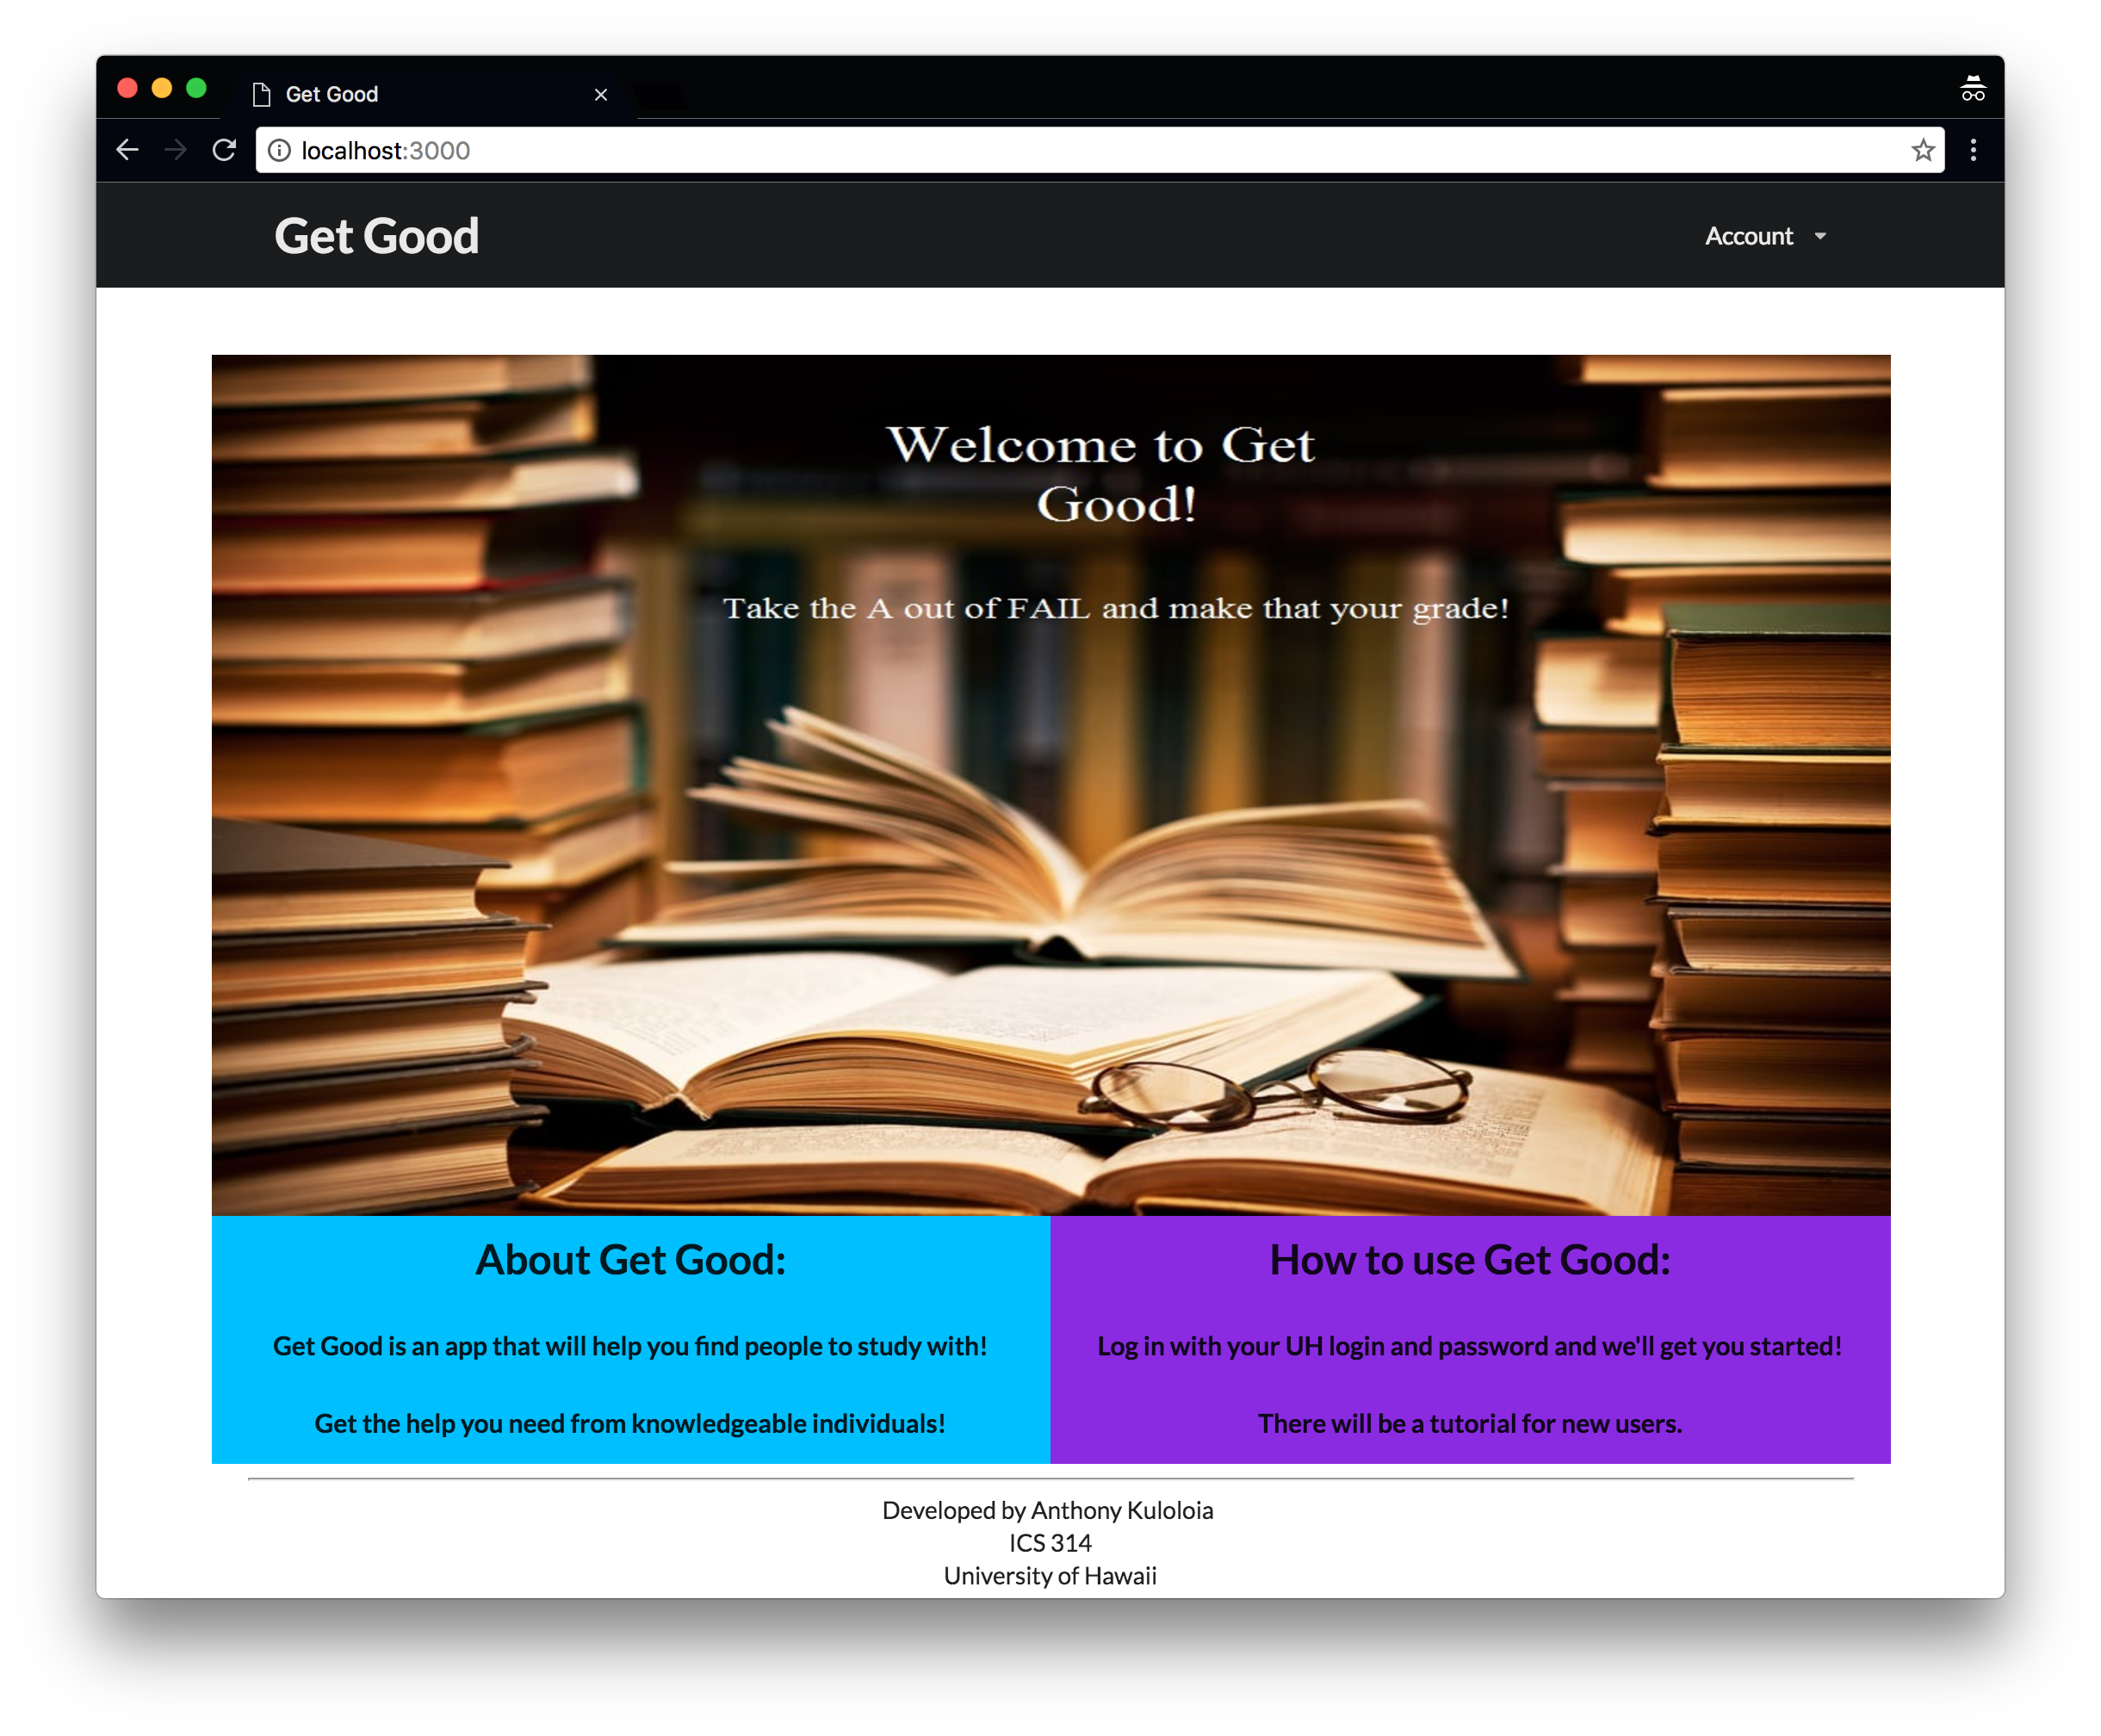 Get Good
localhost:3000
Get Good
Account
Welcome to Get
Good!
Take the A out of FAIL and make that your grade!
About Get Good:
Get Good is an app that will help you find people to study with!
Get the help you need from knowledgeable individuals!
How to use Get Good:
Log in with your UH login and password and we'll get you started!
There will be a tutorial for new users.
Developed by Anthony Kuloloia
ICS 314
University of Hawaii